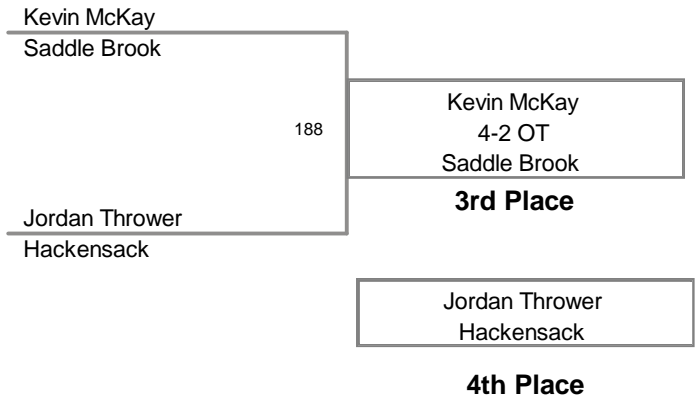 Kevin McKay
Saddle Brook
188
Kevin McKay
4-2 OT
Saddle Brook
3rd Place
Jordan Thrower
Hackensack
Jordan Thrower
Hackensack
4th Place